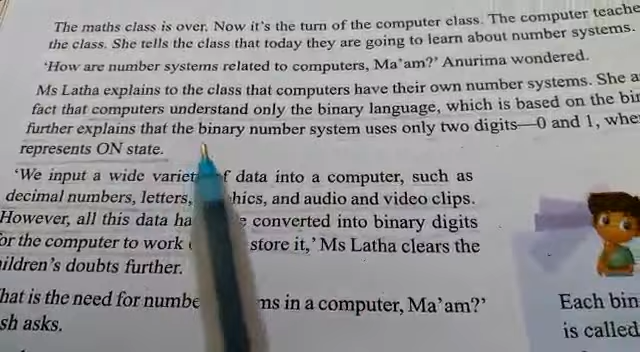 The maths class is over. Now it's the turn of the computer class. The computer teache
the class. She tells the class that today they are going to learn about number systems.
'How are number systems related to computers, Ma'am?' Anurima wondered.
Ms Latha explains to the class that computers have their own number systems. She a
fact that computers understand only the binary language, which is based on the bin
further explains that the binary number system uses only two digits—0 and 1, whe
represents ON state.
'We input a wide variet f data into a computer, such as
decimal numbers, letters, hics, and audio and video clips.
However, all this data ha e converted into binary digits
for the computer to work store it,' Ms Latha clears the
ildren's doubts further.
hat is the need for numbe ms in a computer, Ma'am?'
sh asks.
Each bin
is called